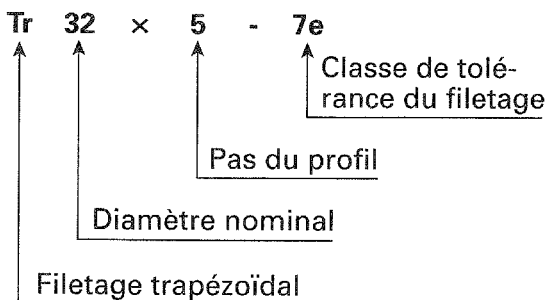 Tr 32 × 5 - 7e
Classe de tolé-
rance du filetage
Pas du profil
Diamètre nominal
Filetage trapézoïdal